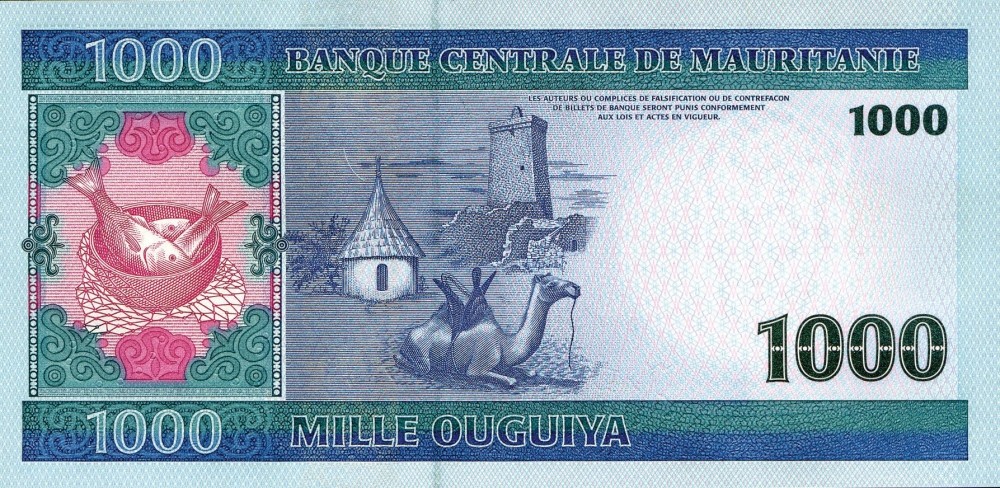 1000 BANQUE CENTRALE DE MAURITANIE
LES AUTEURS OU COMPLICES DE FALSIFICATION OU DE CONTREFACON
DE BILLETS DE BANQUE SERONT PUNIS CONFORMEMENT
AUX LOIS ET ACTES EN VIGUEUR.
1000
1000
1000 MILLE OUGUIYA